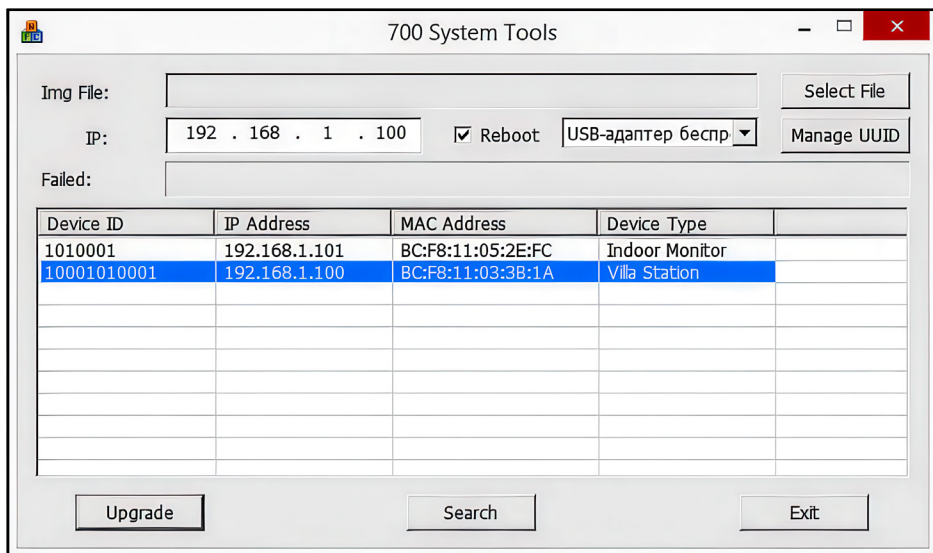 700 System Tools
Img File: Select File
IP: 192 . 168 . 1 . 100 Reboot USB-адаптер беспр Manage UUID
Failed:
Device ID IP Address MAC Address Device Type
1010001 192.168.1.101 BC:F8:11:05:2E:FC Indoor Monitor
10001010001 192.168.1.100 BC:F8:11:03:3B:1A Villa Station
Upgrade Search Exit